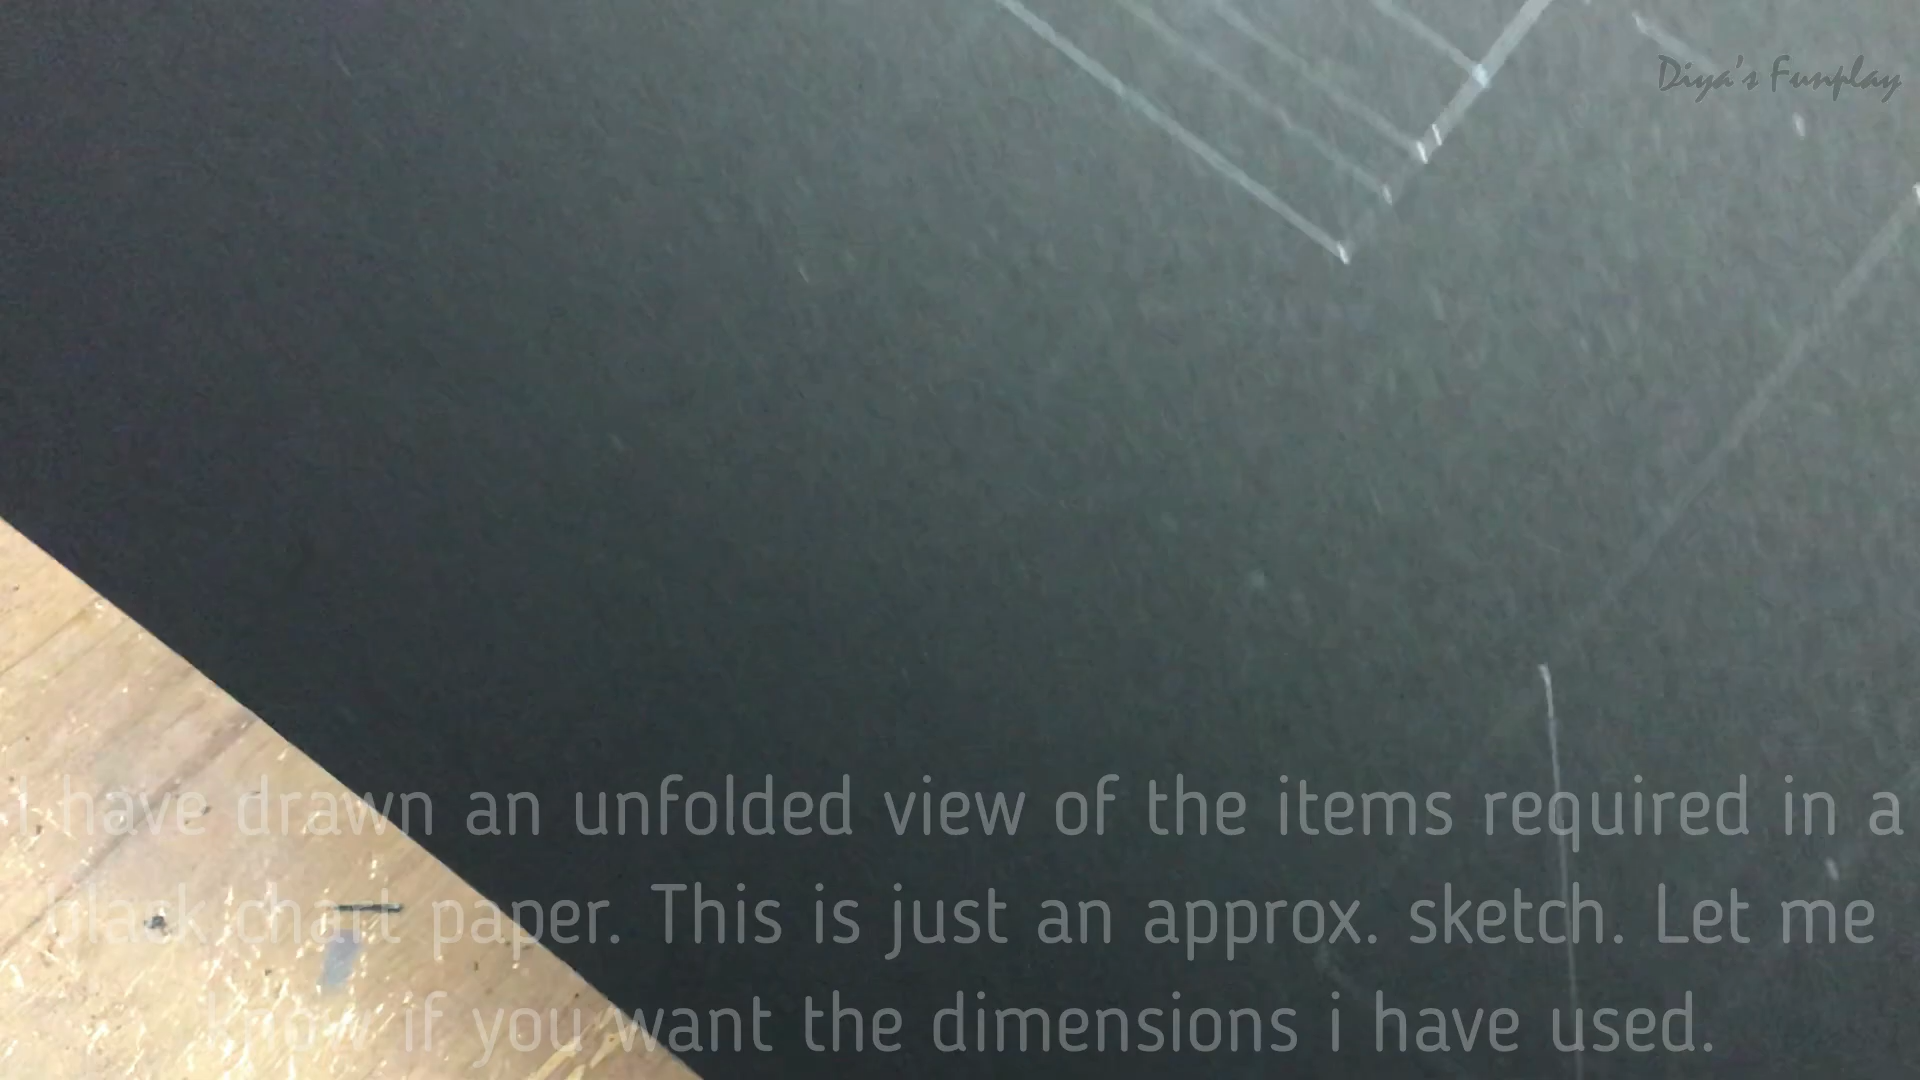 Diya's Funplay
I have drawn an unfolded view of the items required in a
black chart paper. This is just an approx. sketch. Let me
know if you want the dimensions i have used.